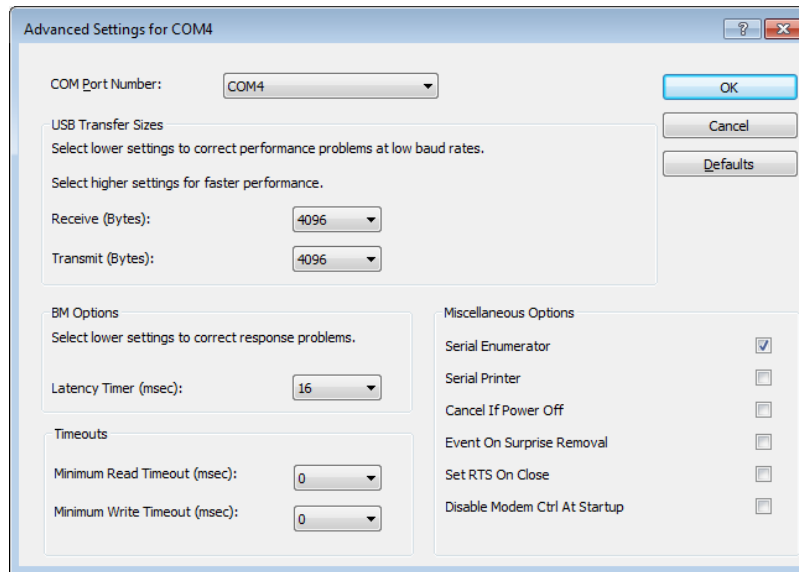 Advanced Settings for COM4
COM Port Number:
COM4
OK
Cancel
Defaults
USB Transfer Sizes
Select lower settings to correct performance problems at low baud rates.
Select higher settings for faster performance.
Receive (Bytes):
4096
Transmit (Bytes):
4096
BM Options
Select lower settings to correct response problems.
Latency Timer (msec):
16
Timeouts
Minimum Read Timeout (msec):
0
Minimum Write Timeout (msec):
0
Miscellaneous Options
Serial Enumerator
Serial Printer
Cancel If Power Off
Event On Surprise Removal
Set RTS On Close
Disable Modem Ctrl At Startup